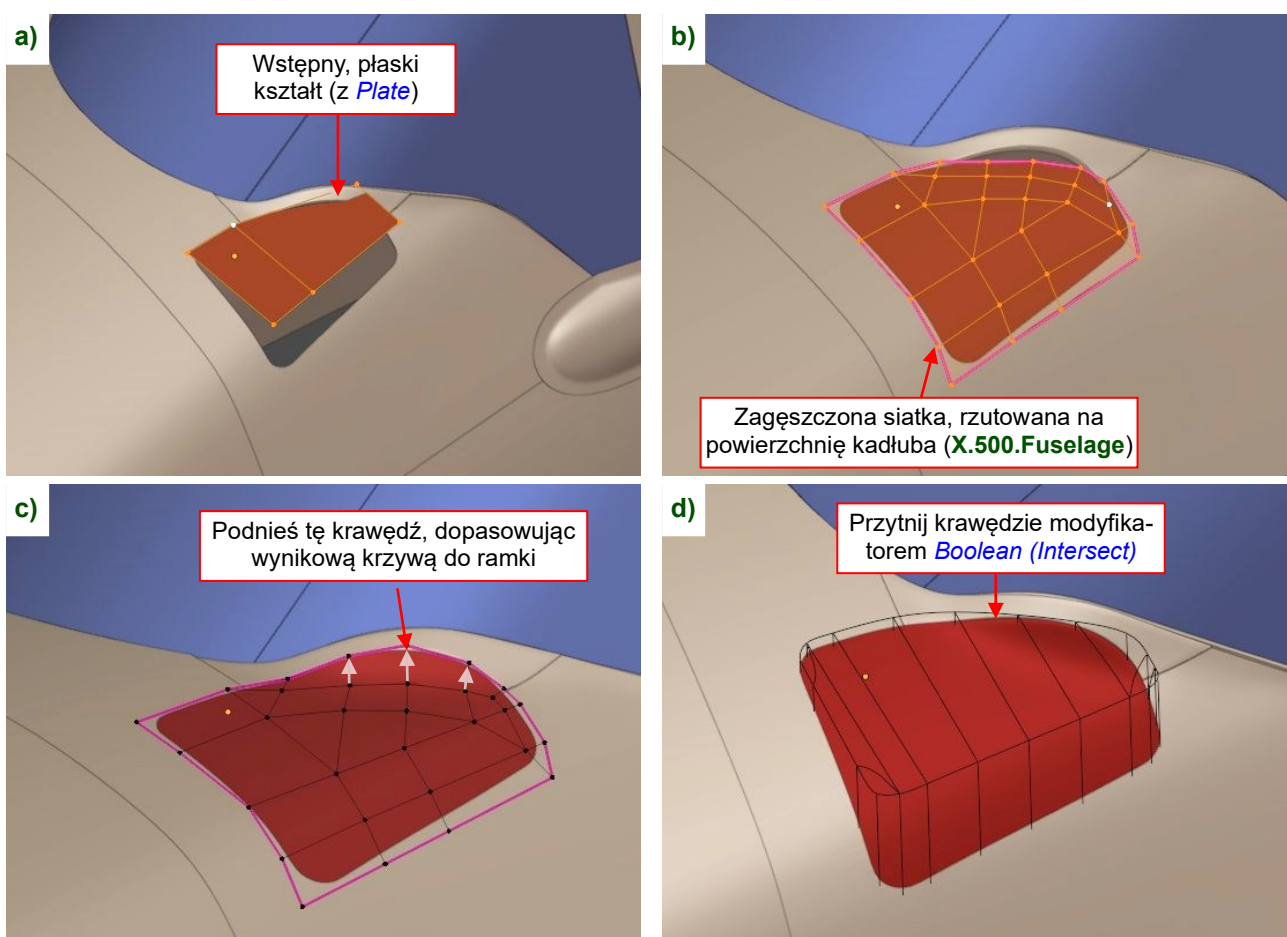 a)
Wstępny, płaski
kształt (z Plate)
b)
Zagęszczona siatka, rzutowana na
powierzchnię kadłuba (X.500.Fuselage)
c)
Podnieś tę krawędź, dopasowując
wynikową krzywą do ramki
d)
Przytnij krawędzie modyfika-
torem Boolean (Intersect)